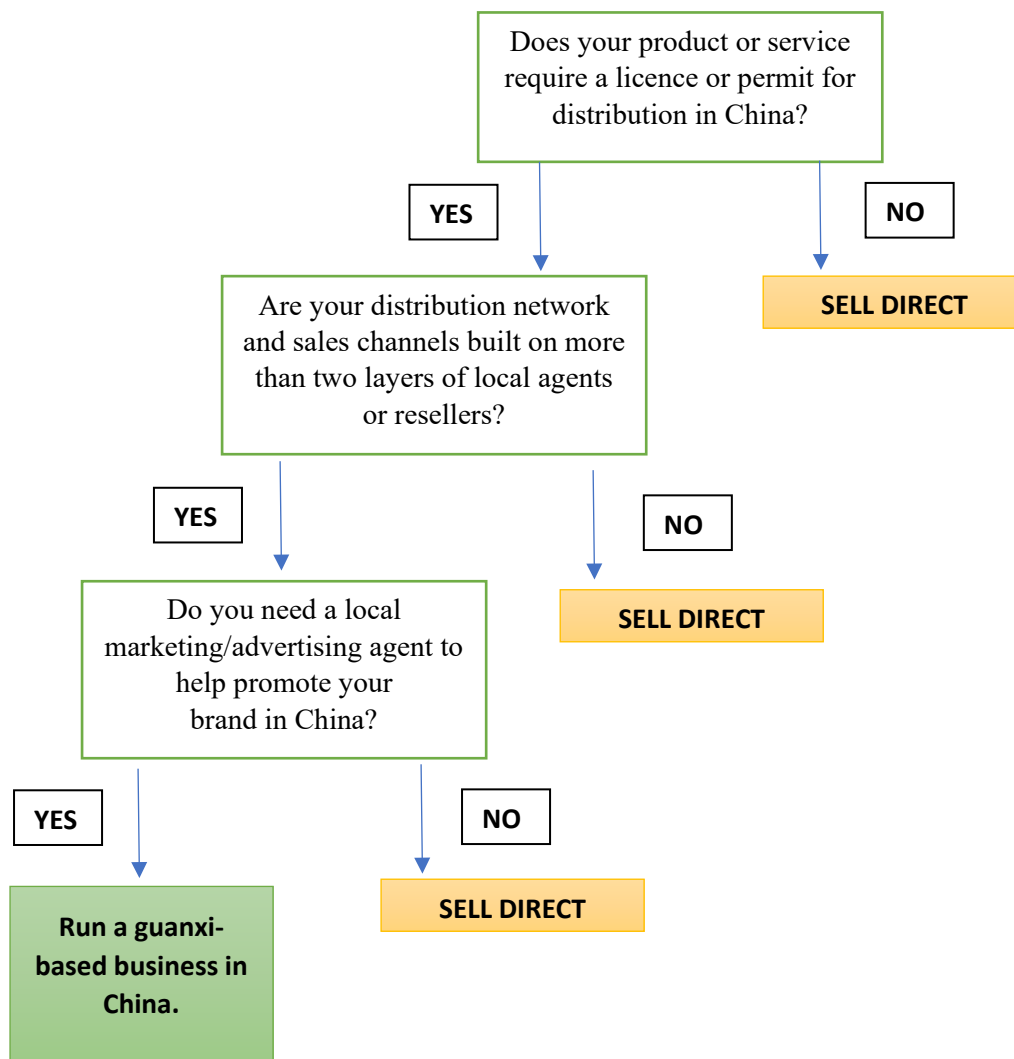 Does your product or service
require a licence or permit for
distribution in China?
YES
NO
Are your distribution network
and sales channels built on more
than two layers of local agents
or resellers?
SELL DIRECT
YES
NO
Do you need a local
marketing/advertising agent to
help promote your
brand in China?
SELL DIRECT
YES
NO
Run a guanxi-
based business in
China.
SELL DIRECT